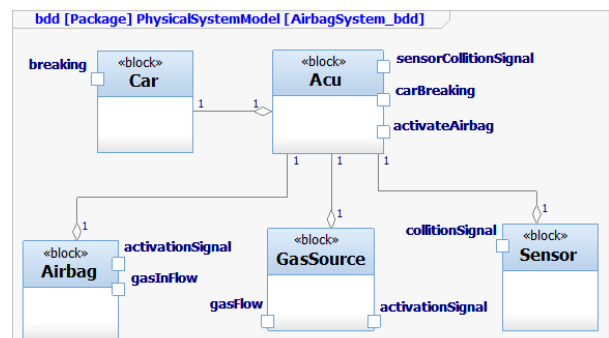 bdd [Package] PhysicalSystemModel [AirbagSystem_bdd]
breaking
«block»
Car
«block»
Acu
sensorCollitionSignal
carBreaking
activateAirbag
1
1
1
1
1
1
1
1
«block»
Airbag
activationSignal
gasInFlow
«block»
GasSource
gasFlow
activationSignal
collitionSignal
«block»
Sensor